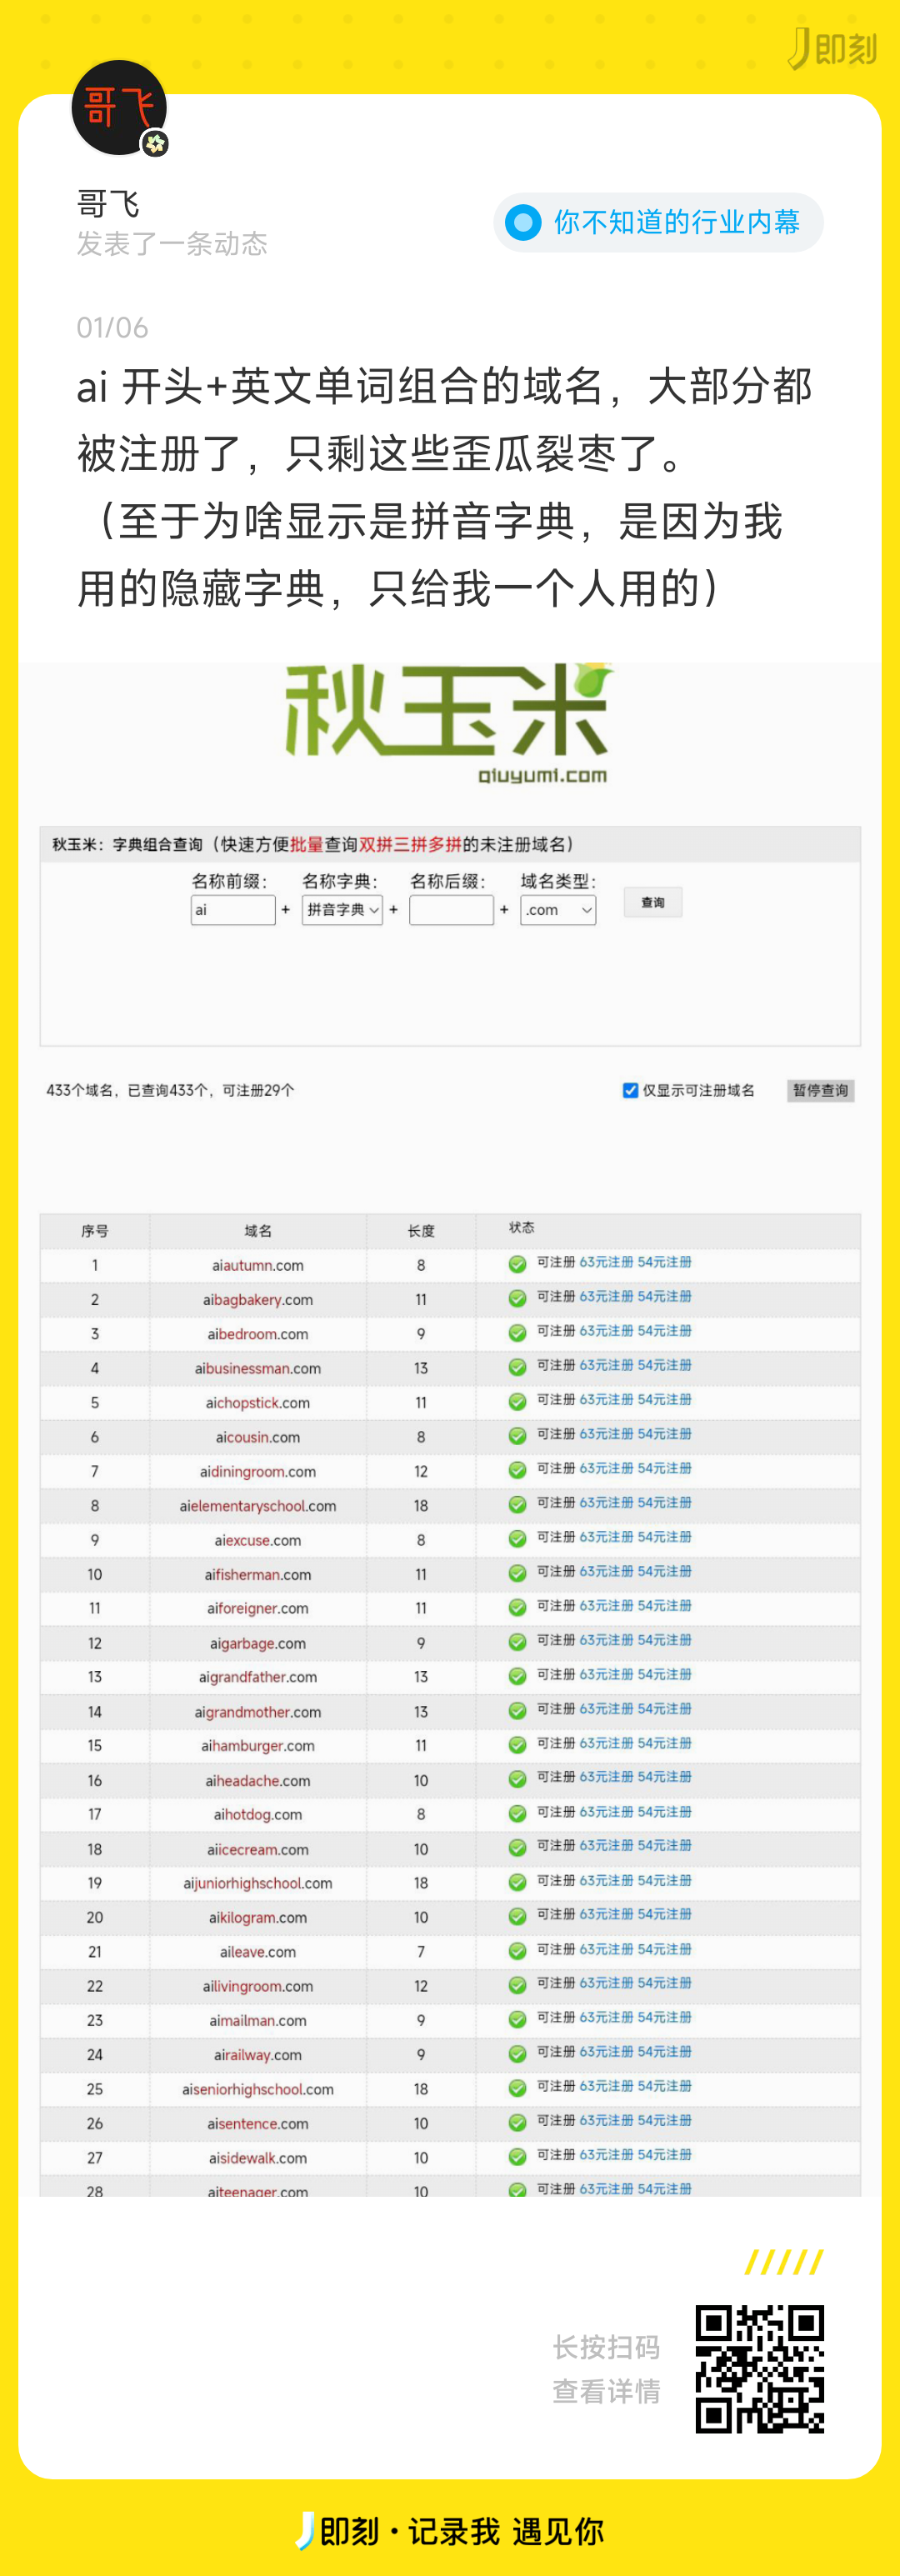 即刻
哥飞
哥飞
发表了一条动态
你不知道的行业内幕
01/06
ai 开头+英文单词组合的域名，大部分都
被注册了，只剩这些歪瓜裂枣了。
（至于为啥显示是拼音字典，是因为我
用的隐藏字典，只给我一个人用的）
秋玉米
qiuyumi.com
秋玉米：字典组合查询（快速方便批量查询双拼三拼多拼的未注册域名）
名称前缀： 名称字典： 名称后缀： 域名类型：
ai + 拼音字典 + + .com 查询
433个域名，已查询433个，可注册29个 仅显示可注册域名 暂停查询
序号 域名 长度 状态
1 aiautumn.com 8 可注册 63元注册 54元注册
2 aibagbakery.com 11 可注册 63元注册 54元注册
3 aibedroom.com 9 可注册 63元注册 54元注册
4 aibusinessman.com 13 可注册 63元注册 54元注册
5 aichopstick.com 11 可注册 63元注册 54元注册
6 aicousin.com 8 可注册 63元注册 54元注册
7 aidiningroom.com 12 可注册 63元注册 54元注册
8 aielementaryschool.com 18 可注册 63元注册 54元注册
9 aiexcuse.com 8 可注册 63元注册 54元注册
10 aifisherman.com 11 可注册 63元注册 54元注册
11 aiforeigner.com 11 可注册 63元注册 54元注册
12 aigarbage.com 9 可注册 63元注册 54元注册
13 aigrandfather.com 13 可注册 63元注册 54元注册
14 aigrandmother.com 13 可注册 63元注册 54元注册
15 aihamburger.com 11 可注册 63元注册 54元注册
16 aiheadache.com 10 可注册 63元注册 54元注册
17 aihotdog.com 8 可注册 63元注册 54元注册
18 aiicecream.com 10 可注册 63元注册 54元注册
19 aijuniorhighschool.com 18 可注册 63元注册 54元注册
20 aikilogram.com 10 可注册 63元注册 54元注册
21 aileave.com 7 可注册 63元注册 54元注册
22 ailivingroom.com 12 可注册 63元注册 54元注册
23 aimailman.com 9 可注册 63元注册 54元注册
24 airailway.com 9 可注册 63元注册 54元注册
25 aiseniorhighschool.com 18 可注册 63元注册 54元注册
26 aisentence.com 10 可注册 63元注册 54元注册
27 aisidewalk.com 10 可注册 63元注册 54元注册
28 aiteenager.com 10 可注册 63元注册 54元注册
长按扫码
查看详情
即刻·记录我 遇见你